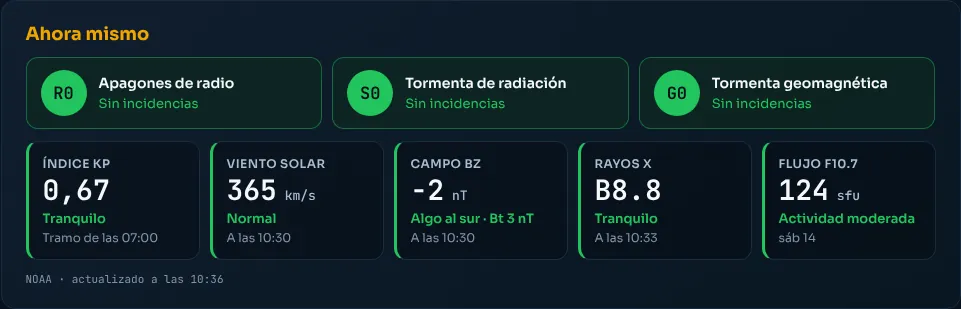 Ahora mismo
R0 Apagones de radio
Sin incidencias
S0 Tormenta de radiación
Sin incidencias
G0 Tormenta geomagnética
Sin incidencias
ÍNDICE KP
0,67
Tranquilo
Tramo de las 07:00
VIENTO SOLAR
365 km/s
Normal
A las 10:30
CAMPO BZ
-2 nT
Algo al sur · Bt 3 nT
A las 10:30
RAYOS X
B8.8
Tranquilo
A las 10:33
FLUJO F10.7
124 sfu
Actividad moderada
sáb 14
NOAA · actualizado a las 10:36